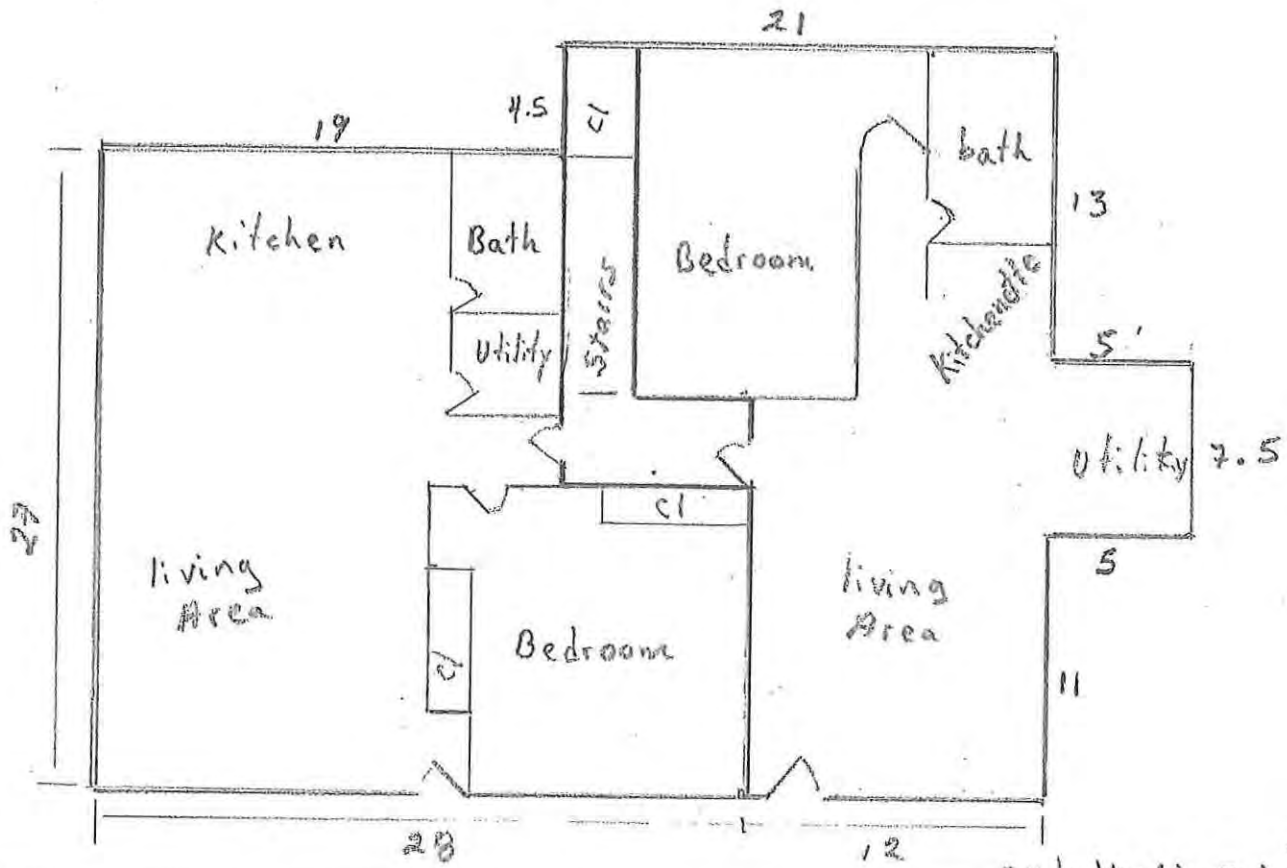 21
19
4.5
cl
Kitchen
Bath
Bedroom
bath
13
Stairs
Utility
Kitchenette
5'
Utility 7.5
27
cl
5
living
Area
living
Area
cl
Bedroom
11
28
12